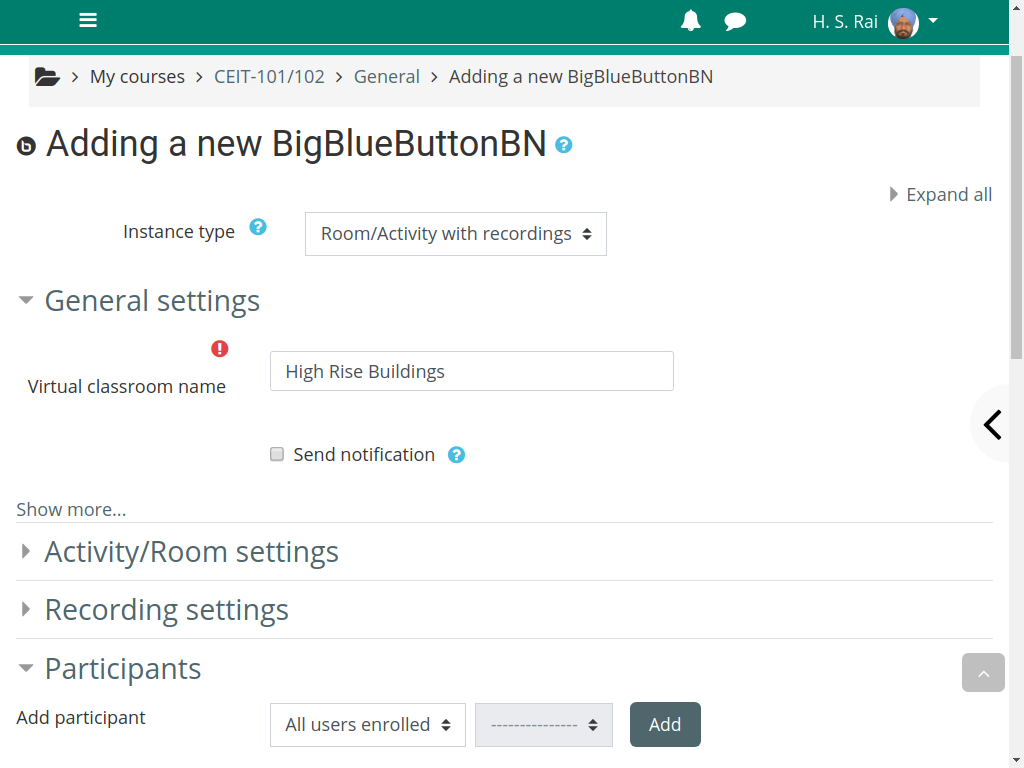 H. S. Rai
> My courses > CEIT-101/102 > General > Adding a new BigBlueButtonBN
b Adding a new BigBlueButtonBN ?
Expand all
Instance type ? Room/Activity with recordings
General settings
!
Virtual classroom name High Rise Buildings
Send notification ?
Show more...
Activity/Room settings
Recording settings
Participants
Add participant All users enrolled --------------- Add